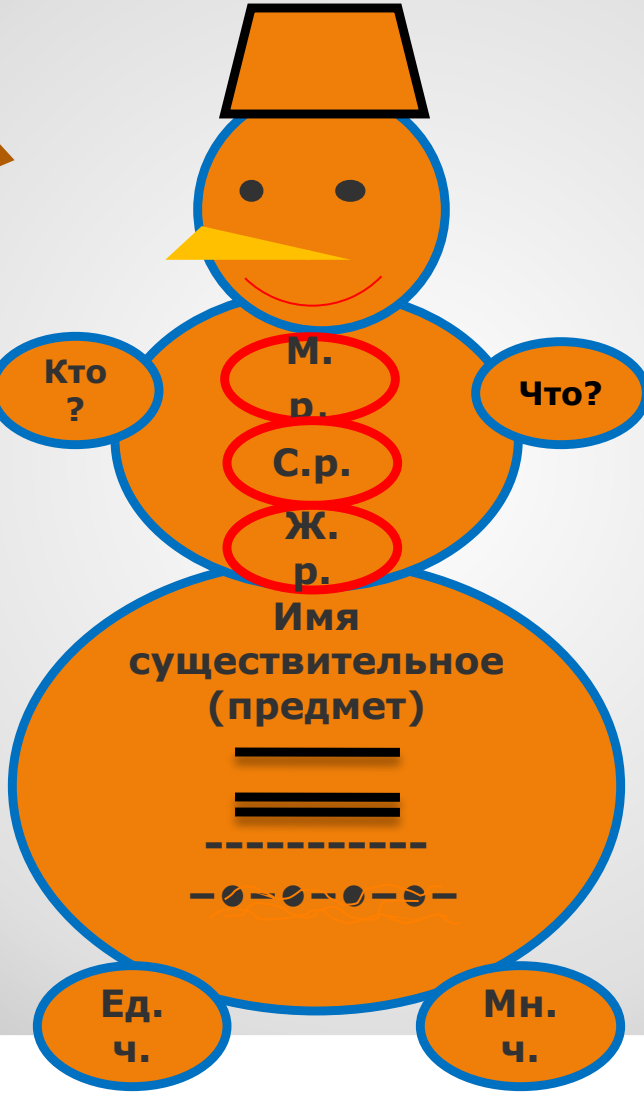 М.
р.
Кто
?
Что?
С.р.
Ж.
р.
Имя
существительное
(предмет)
Ед.
ч.
Мн.
ч.